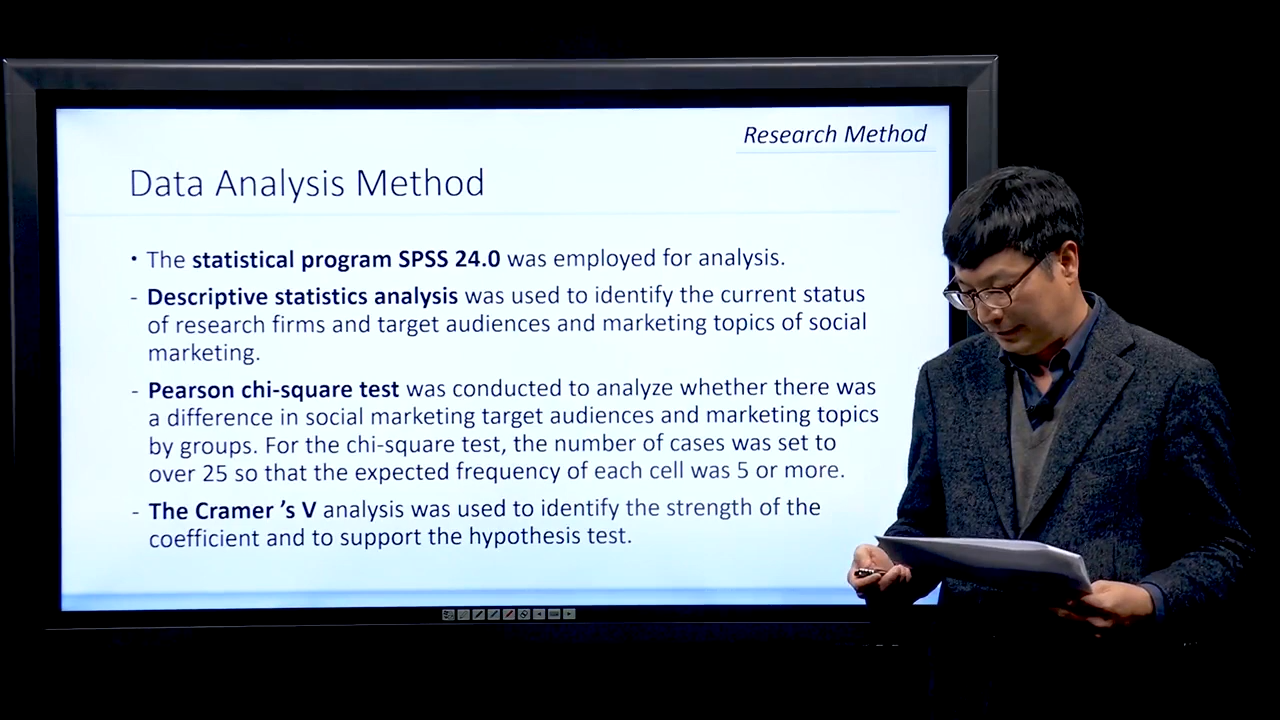 Research Method
Data Analysis Method
• The statistical program SPSS 24.0 was employed for analysis.
- Descriptive statistics analysis was used to identify the current status
of research firms and target audiences and marketing topics of social
marketing.
- Pearson chi-square test was conducted to analyze whether there was
a difference in social marketing target audiences and marketing topics
by groups. For the chi-square test, the number of cases was set to
over 25 so that the expected frequency of each cell was 5 or more.
- The Cramer ’s V analysis was used to identify the strength of the
coefficient and to support the hypothesis test.